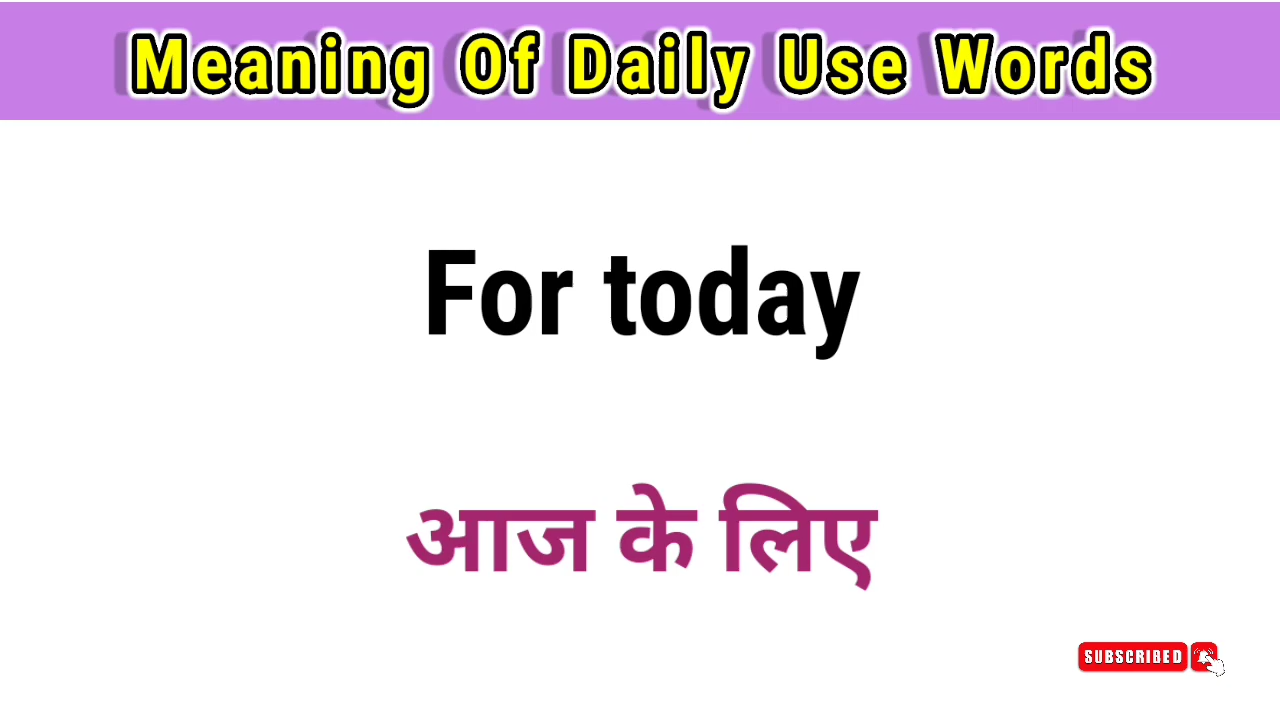 Meaning Of Daily Use Words
For today
आज के लिए
SUBSCRIBED